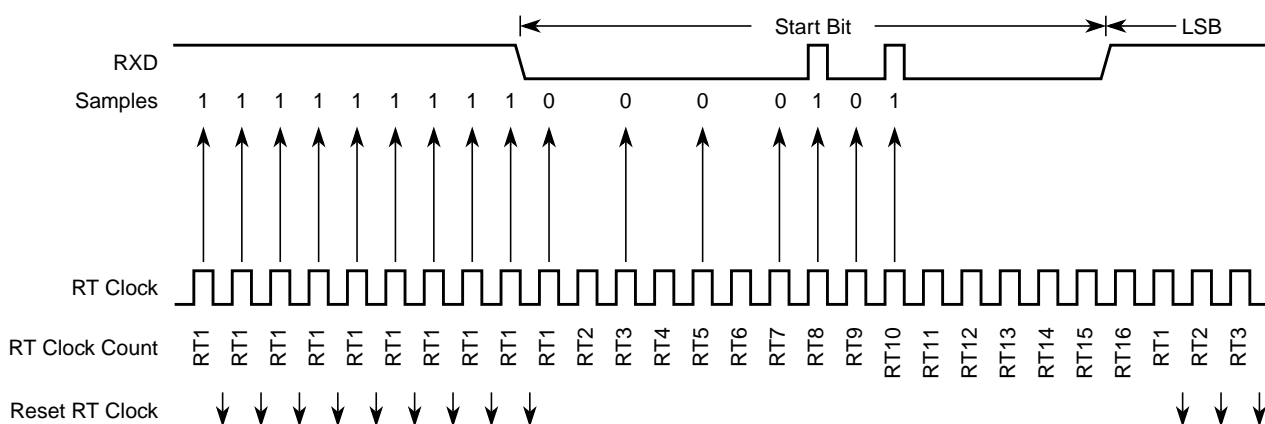 Start Bit LSB
RXD
Samples 1 1 1 1 1 1 1 1 1 0 0 0 0 1 0 1
RT Clock
RT Clock Count RT1 RT1 RT1 RT1 RT1 RT1 RT1 RT1 RT1 RT1 RT2 RT3 RT4 RT5 RT6 RT7 RT8 RT9 RT10 RT11 RT12 RT13 RT14 RT15 RT16 RT1 RT2 RT3
Reset RT Clock